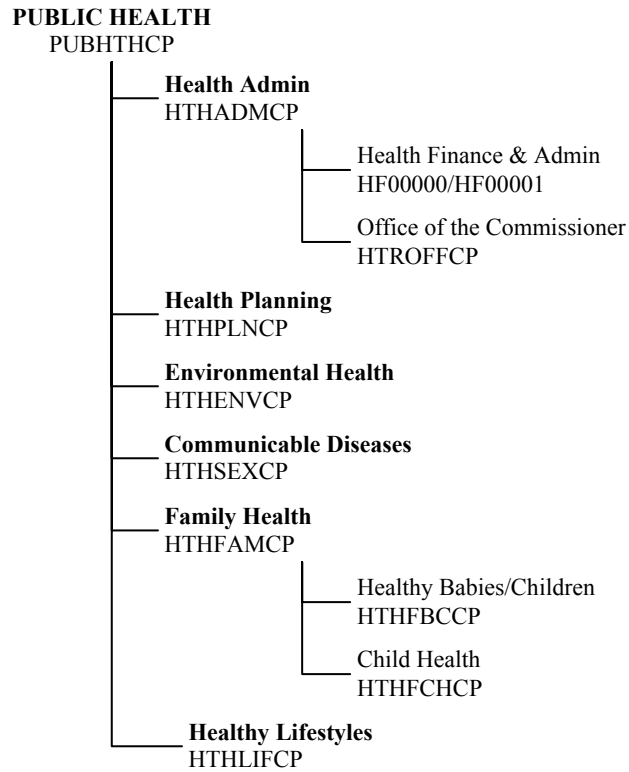 PUBLIC HEALTH
PUBHTHCP
Health Admin
HTHADMCP
Health Finance & Admin
HF00000/HF00001
Office of the Commissioner
HTROFFCP
Health Planning
HTHPLNCP
Environmental Health
HTHENVCP
Communicable Diseases
HTHSEXCP
Family Health
HTHFAMCP
Healthy Babies/Children
HTHFBCCP
Child Health
HTHFCHCP
Healthy Lifestyles
HTHLIFCP